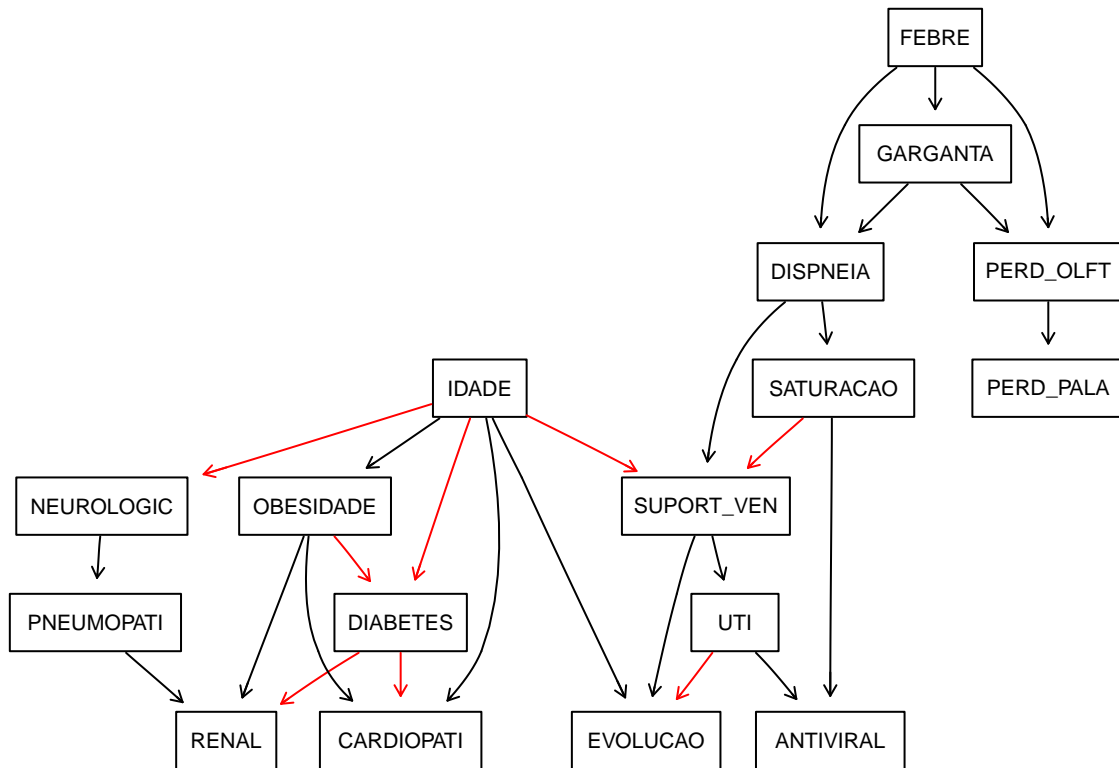 FEBRE
GARGANTA
DISPNEIA
PERD_OLFT
IDADE
SATURACAO
PERD_PALA
NEUROLOGIC
OBESIDADE
SUPORT_VEN
PNEUMOPATI
DIABETES
UTI
RENAL
CARDIOPATI
EVOLUCAO
ANTIVIRAL